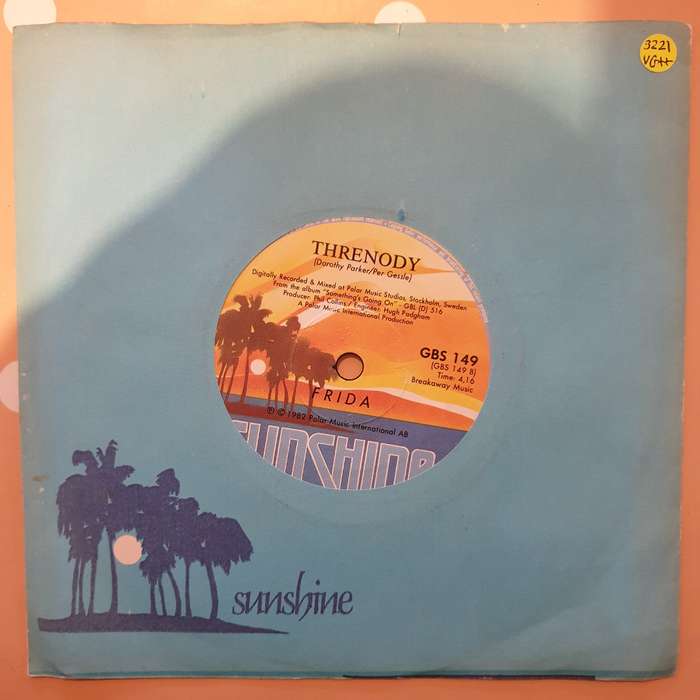 3221
VG++
THRENODY
(Dorothy Parker/Per Gessle)
Digitally Recorded & Mixed at Polar Music Studios, Stockholm, Sweden
From the album "Something's Going On" - GBL (D) 516
Producer: Phil Collins / Engineer: Hugh Padgham
A Polar Music International Production
GBS 149
(GBS 149 B)
Time: 4,16
Breakaway Music
FRIDA
℗ © 1982 Polar Music International AB
SUNSHINE
sunshine